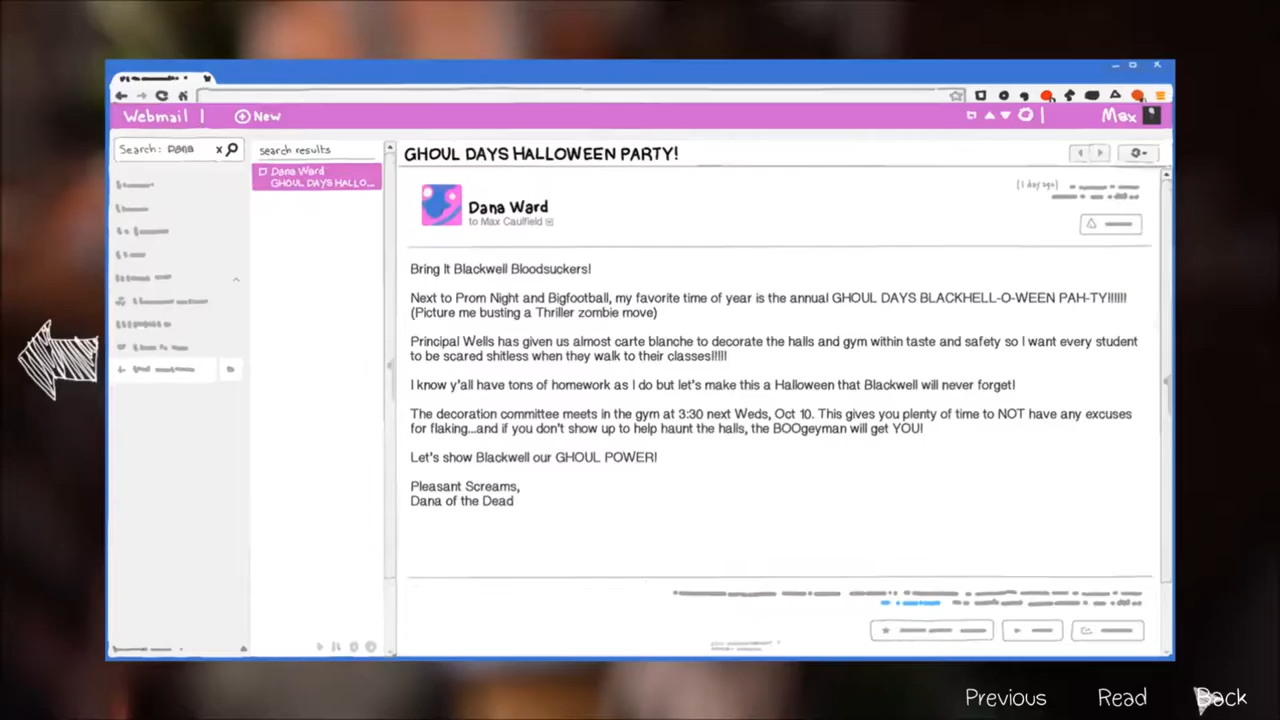 Webmail |
New
Max
Search: Dana x
search results
Dana Ward
GHOUL DAYS HALLO...
GHOUL DAYS HALLOWEEN PARTY!
(1 day ago)
Dana Ward
to Max Caulfield
Bring It Blackwell Bloodsuckers!
Next to Prom Night and Bigfootball, my favorite time of year is the annual GHOUL DAYS BLACKHELL-O-WEEN PAH-TY!!!!!!
(Picture me busting a Thriller zombie move)
Principal Wells has given us almost carte blanche to decorate the halls and gym within taste and safety so I want every student
to be scared shitless when they walk to their classes!!!!!
I know y'all have tons of homework as I do but let's make this a Halloween that Blackwell will never forget!
The decoration committee meets in the gym at 3:30 next Weds, Oct 10. This gives you plenty of time to NOT have any excuses
for flaking...and if you don't show up to help haunt the halls, the BOOgeyman will get YOU!
Let's show Blackwell our GHOUL POWER!
Pleasant Screams,
Dana of the Dead
Previous
Read
Back